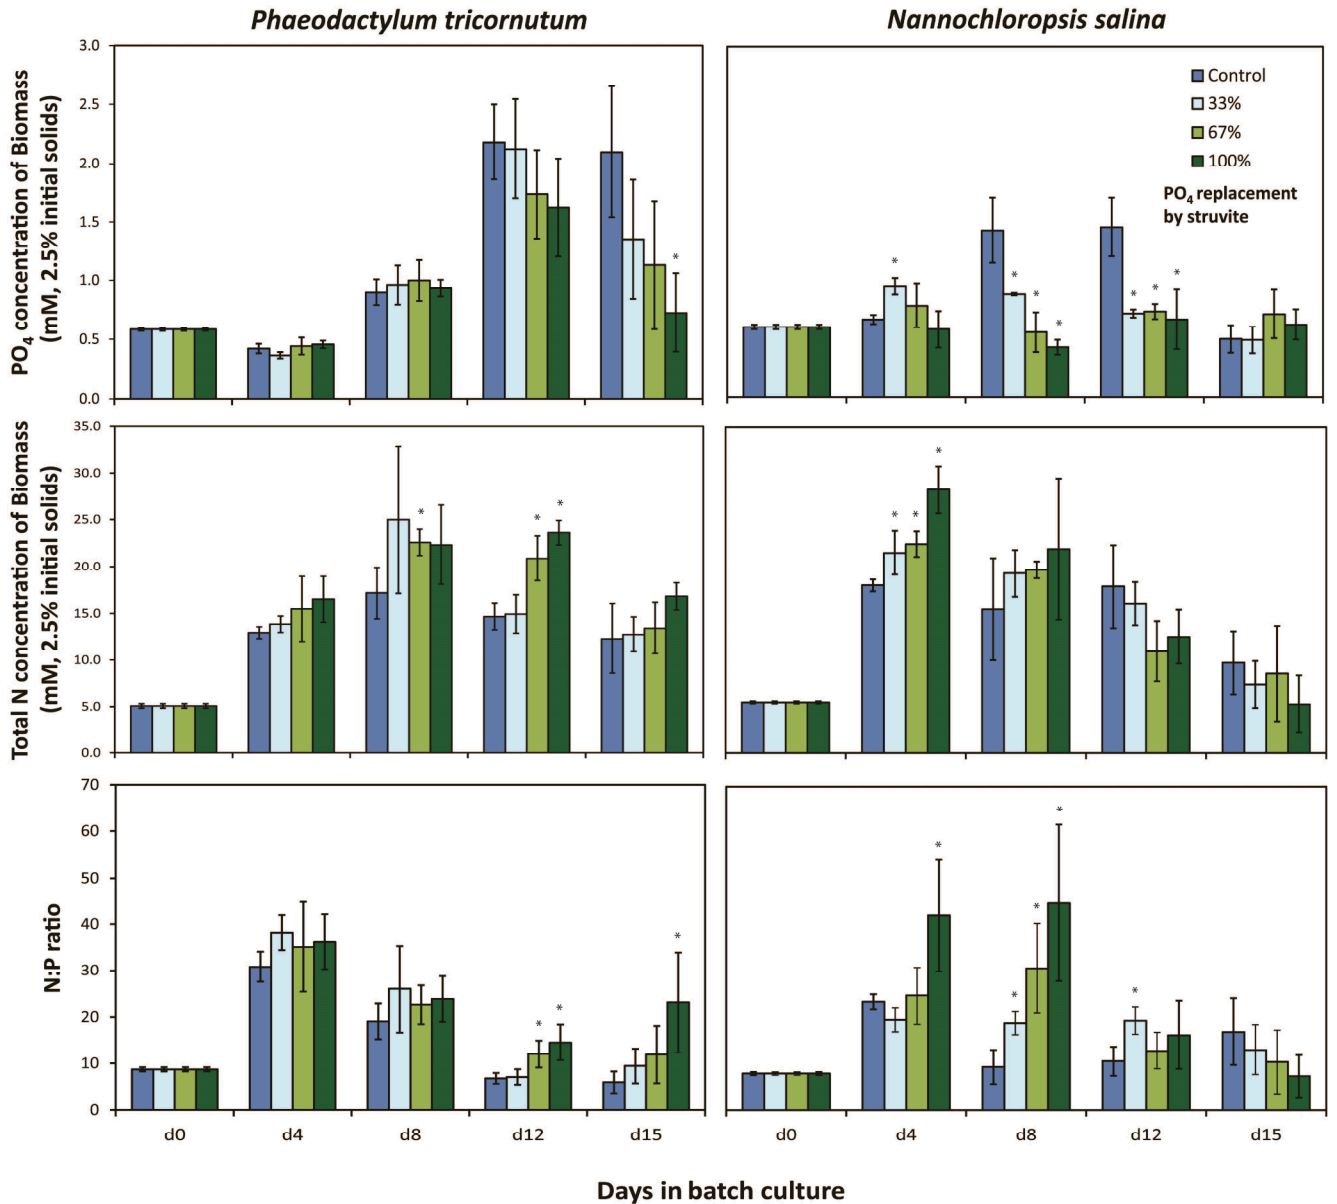 Phaeodactylum tricornutum
Nannochloropsis salina
PO4 concentration of Biomass
(mM, 2.5% initial solids)
3.0
2.5
2.0
1.5
1.0
0.5
0.0
Control
33%
67%
100%
PO4 replacement
by struvite
*
*
*
*
*
*
*
*
Total N concentration of Biomass
(mM, 2.5% initial solids)
35.0
30.0
25.0
20.0
15.0
10.0
5.0
0.0
*
*
*
*
*
*
N:P ratio
70
60
50
40
30
20
10
0
*
*
*
*
*
*
*
*
d0
d4
d8
d12
d15
d0
d4
d8
d12
d15
Days in batch culture